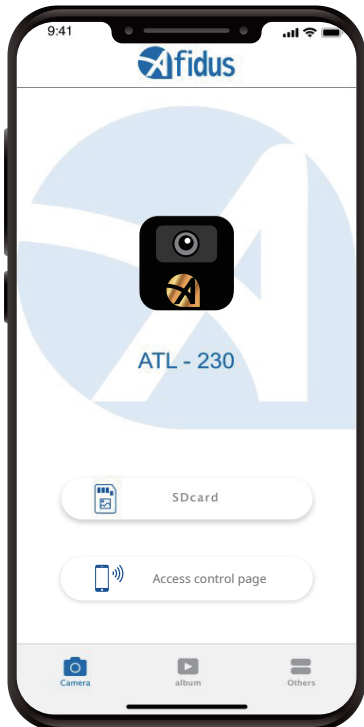 9:41
Afidus
ATL - 230
SDcard
Access control page
Camera
album
Others